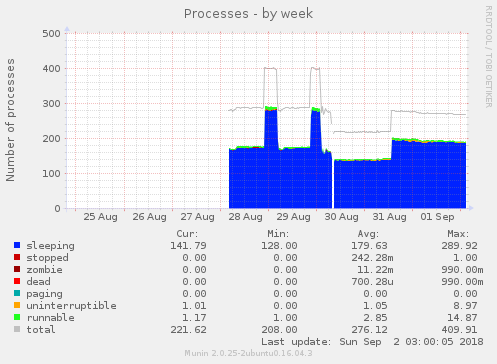 Processes - by week
RRDTOOL / TOBI OETIKER
Number of processes
500
400
300
200
100
0
25 Aug 26 Aug 27 Aug 28 Aug 29 Aug 30 Aug 31 Aug 01 Sep
Cur: Min: Avg: Max:
sleeping 141.79 128.00 179.63 289.92
stopped 0.00 0.00 242.28m 1.00
zombie 0.00 0.00 11.22m 990.00m
dead 0.00 0.00 700.28u 990.00m
paging 0.00 0.00 0.00 0.00
uninterruptible 1.01 0.00 1.05 8.97
runnable 1.17 1.00 2.85 14.87
total 221.62 208.00 276.12 409.91
Last update: Sun Sep 2 03:00:05 2018
Munin 2.0.25-2ubuntu0.16.04.3